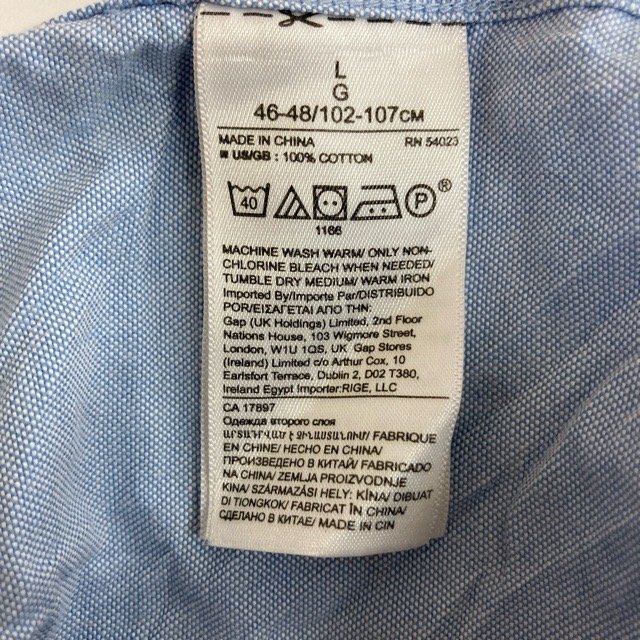 L
G
46-48/102-107CM
MADE IN CHINA RN 54023
US/GB : 100% COTTON
40 P ®
1166
MACHINE WASH WARM/ ONLY NON-
CHLORINE BLEACH WHEN NEEDED/
TUMBLE DRY MEDIUM/ WARM IRON
Imported By/Importe Par/DISTRIBUIDO
POR/ΕΙΣΑΓΕΤΑΙ ΑΠΟ ΤΗΝ:
Gap (UK Holdings) Limited, 2nd Floor
Nations House, 103 Wigmore Street,
London, W1U 1QS, UK Gap Stores
(Ireland) Limited c/o Arthur Cox, 10
Earlsfort Terrace, Dublin 2, D02 T380,
Ireland Egypt Importer:RIGE, LLC
CA 17897
Одежда второго слоя
ԱՐՏԱԴՐՎԱԾ Է ՉԻՆԱՍՏԱՆՈՒՄ/ FABRIQUE
EN CHINE/ HECHO EN CHINA/
ПРОИЗВЕДЕНО В КИТАЙ/ FABRICADO
NA CHINA/ ZEMLJA PROIZVODNJE
KINA/ SZÁRMAZÁSI HELY: KÍNA/ DIBUAT
DI TIONGKOK/ FABRICAT ÎN CHINA/
СДЕЛАНО В КИТАЕ/ MADE IN CIN